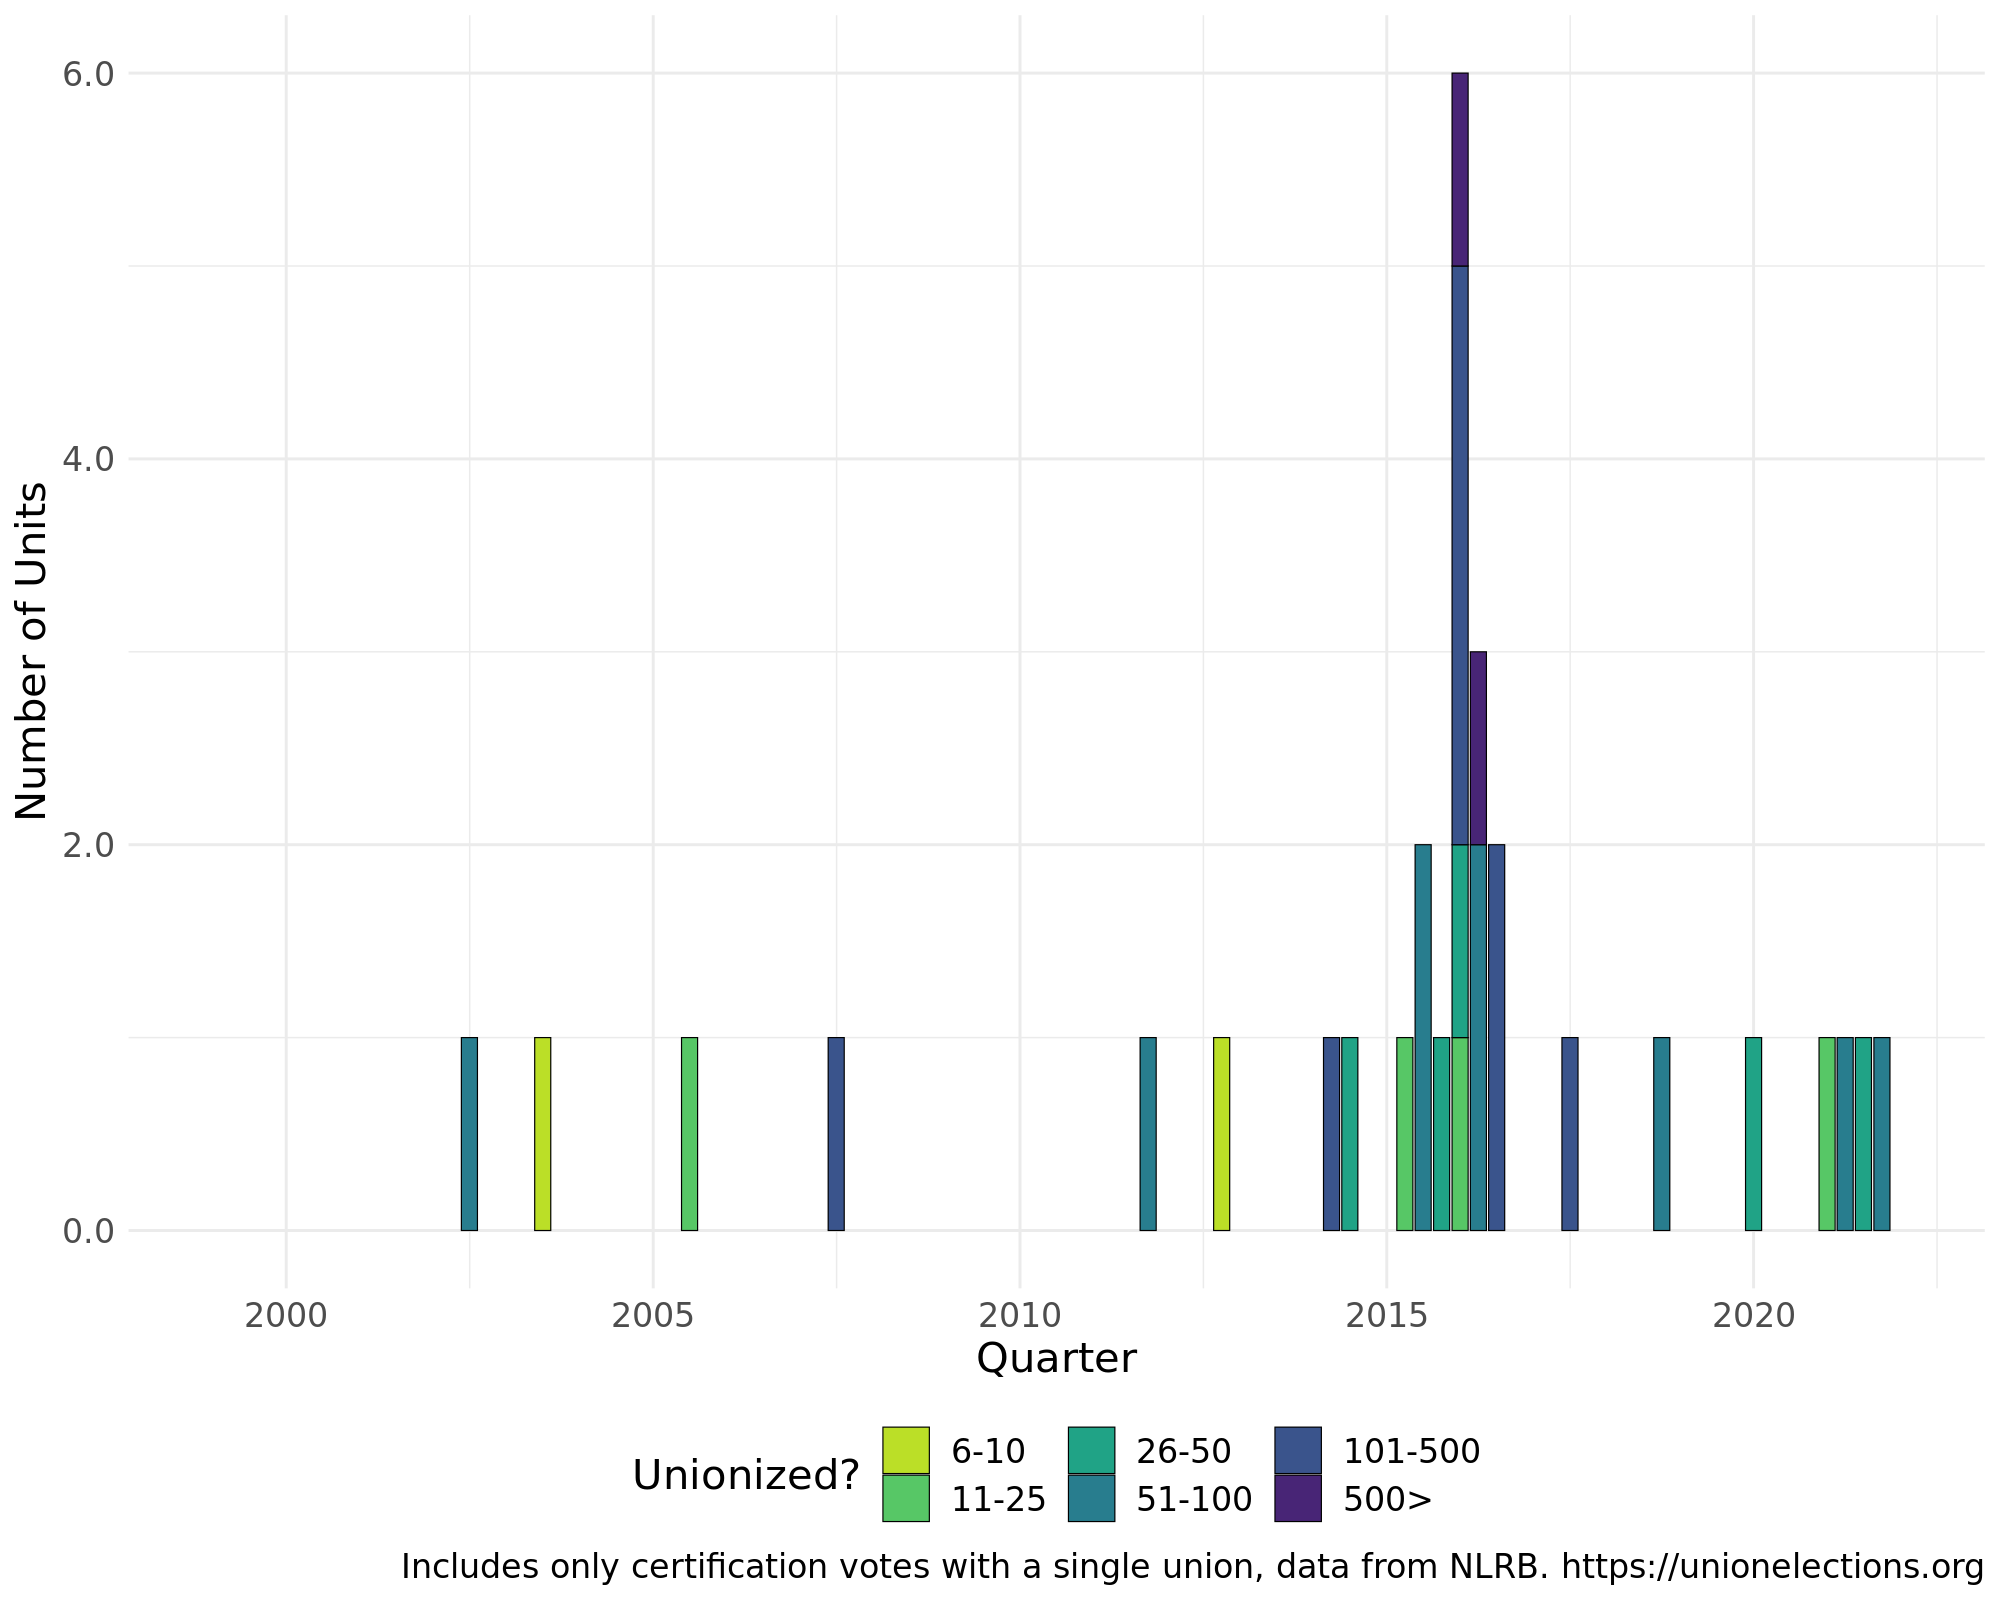 6.0
4.0
2.0
0.0
Number of Units
2000 2005 2010 2015 2020
Quarter
Unionized?
6-10 26-50 101-500
11-25 51-100 500>
Includes only certification votes with a single union, data from NLRB. https://unionelections.org